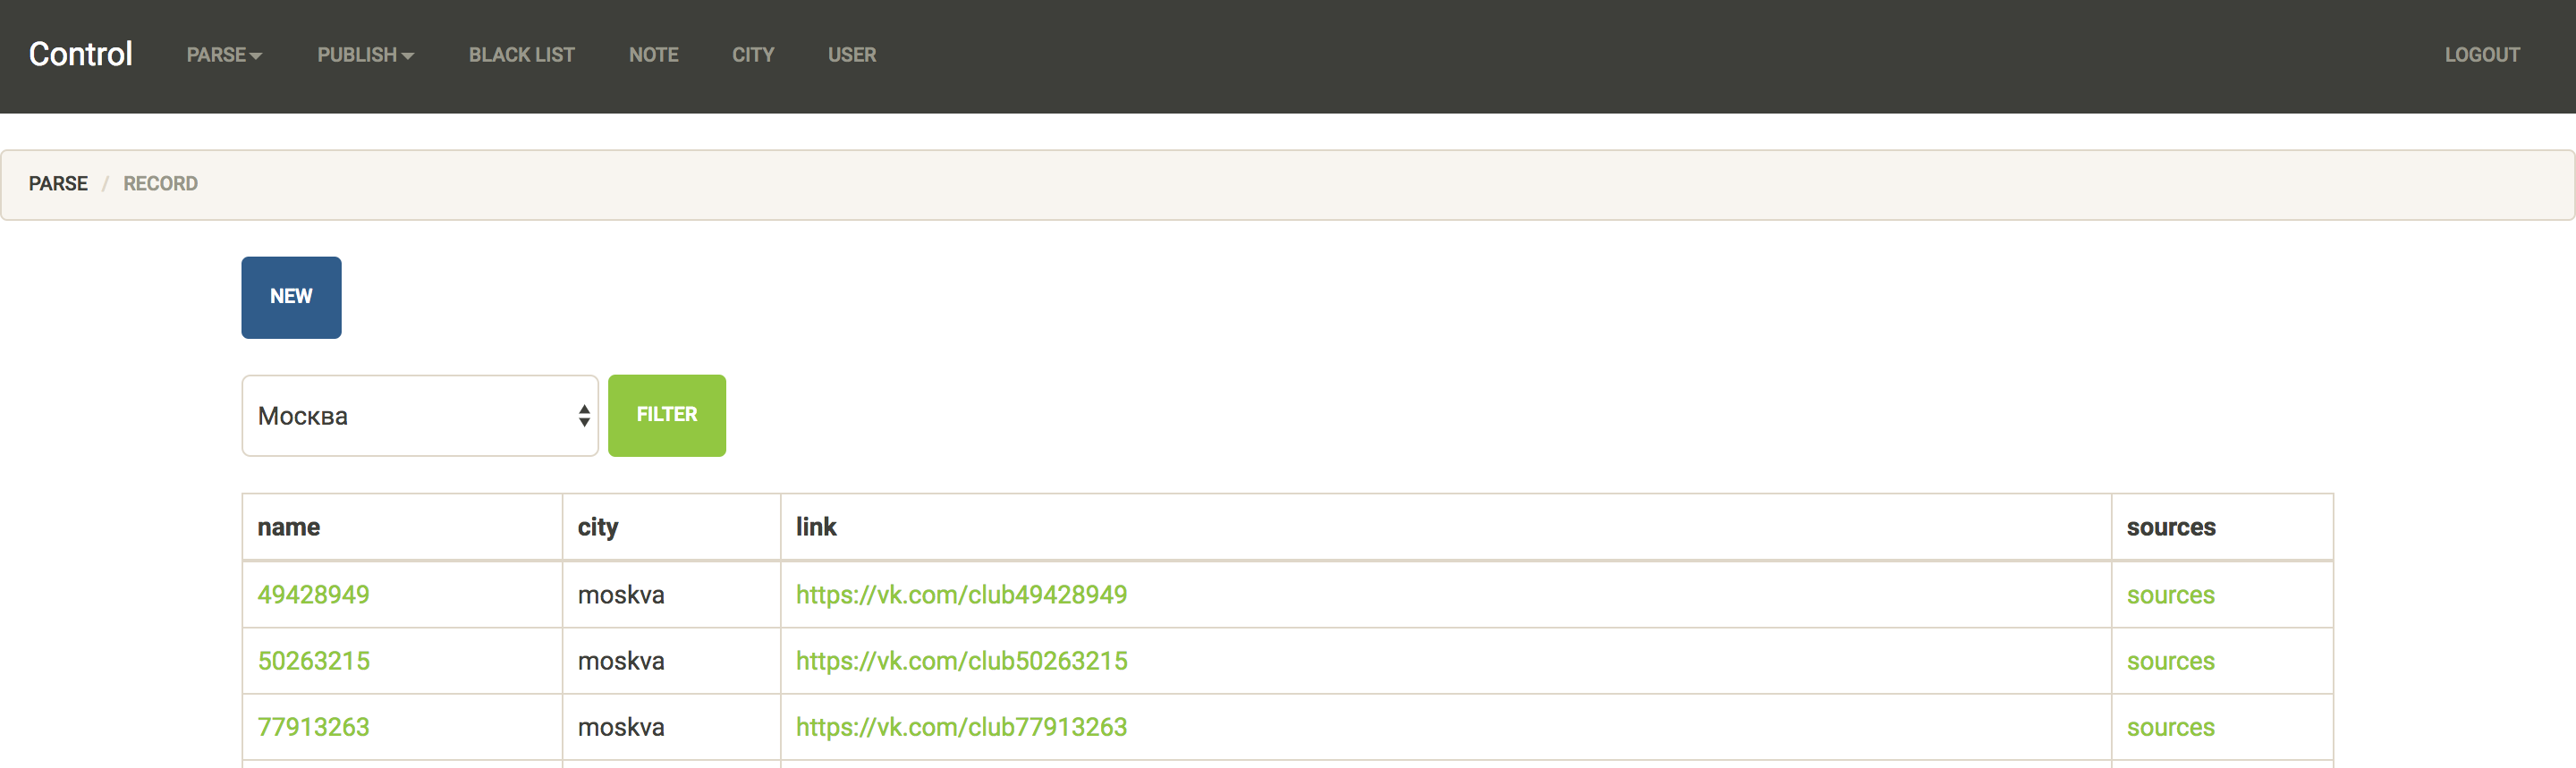 Control PARSE PUBLISH BLACK LIST NOTE CITY USER LOGOUT
PARSE / RECORD
NEW
Москва FILTER
name city link sources
49428949 moskva https://vk.com/club49428949 sources
50263215 moskva https://vk.com/club50263215 sources
77913263 moskva https://vk.com/club77913263 sources